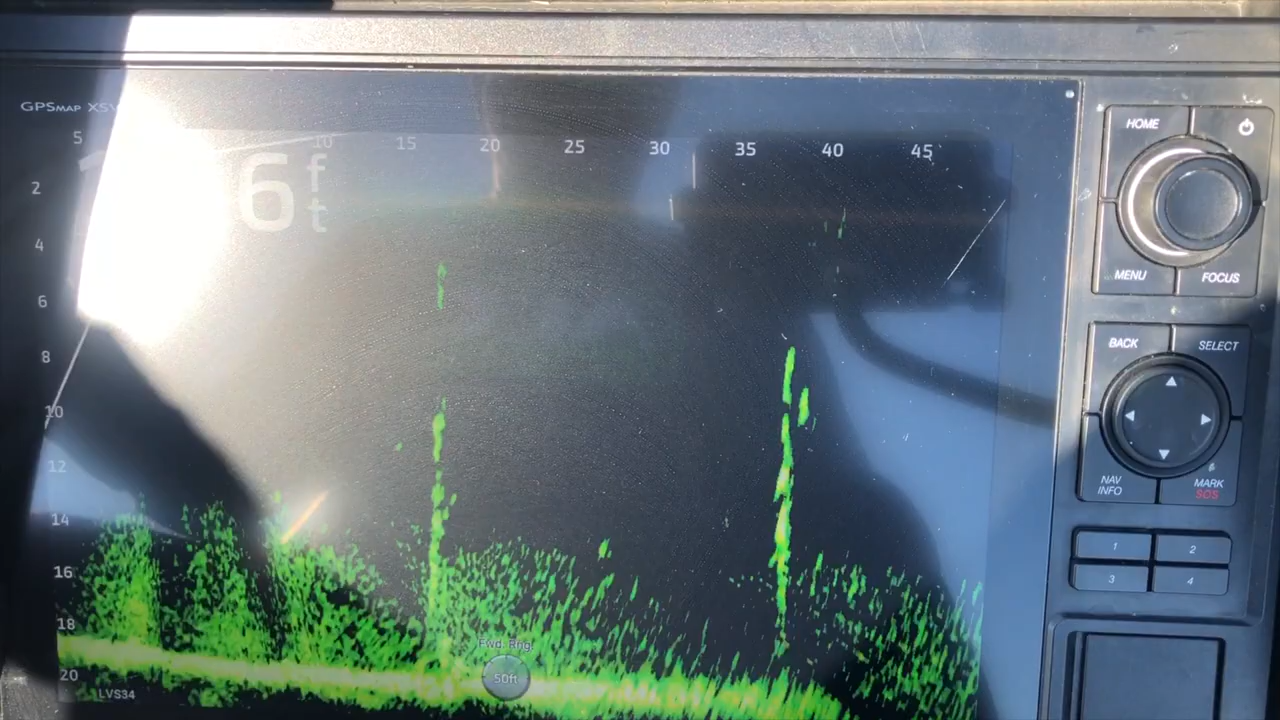 GPSMAP XSV
5 10 15 20 25 30 35 40 45
6 ft
2
4
6
8
10
12
14
16
18
20
Fwd. Rng.
50ft
LVS34
HOME
MENU
FOCUS
BACK
SELECT
NAV INFO
MARK
SOS
1
2
3
4